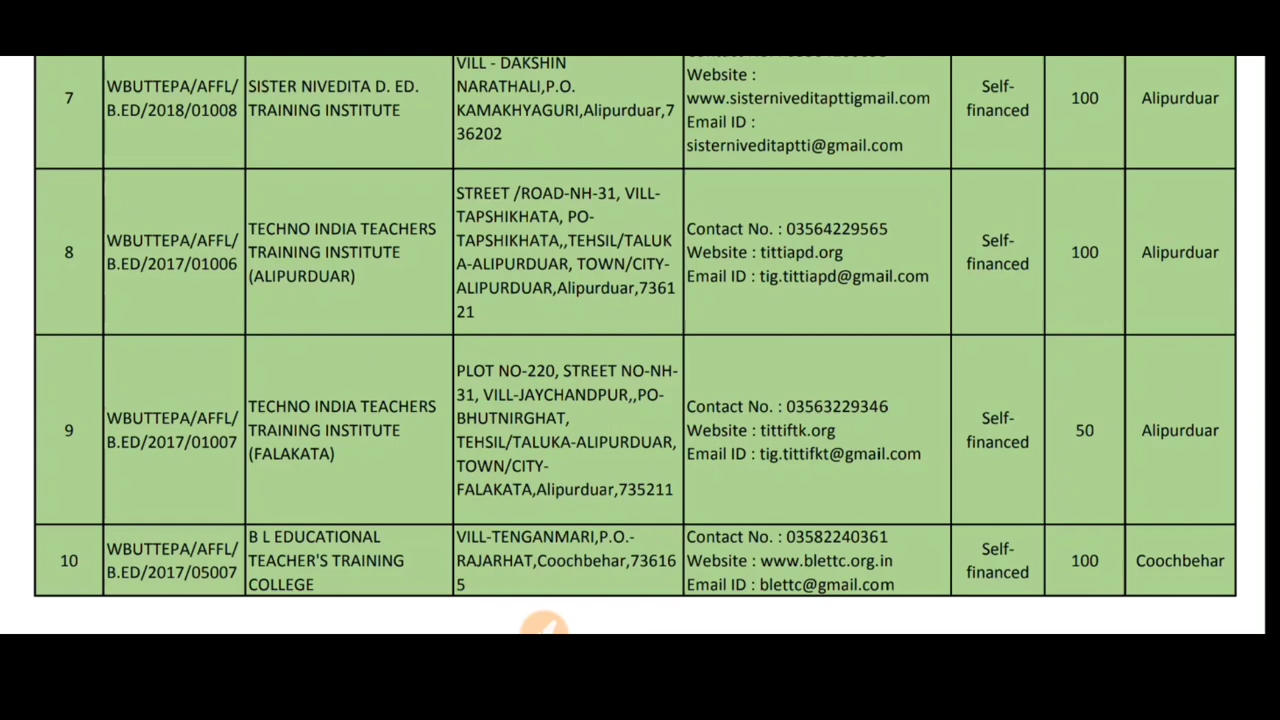 7
WBUTTEPA/AFFL/
B.ED/2018/01008
SISTER NIVEDITA D. ED.
TRAINING INSTITUTE
VILL - DAKSHIN
NARATHALI,P.O.
KAMAKHYAGURI,Alipurduar,7
36202
Website :
www.sisterniveditapttigmail.com
Email ID :
sisterniveditaptti@gmail.com
Self-
financed
100
Alipurduar
8
WBUTTEPA/AFFL/
B.ED/2017/01006
TECHNO INDIA TEACHERS
TRAINING INSTITUTE
(ALIPURDUAR)
STREET /ROAD-NH-31, VILL-
TAPSHIKHATA, PO-
TAPSHIKHATA,,TEHSIL/TALUK
A-ALIPURDUAR, TOWN/CITY-
ALIPURDUAR,Alipurduar,7361
21
Contact No. : 03564229565
Website : tittiapd.org
Email ID : tig.tittiapd@gmail.com
Self-
financed
100
Alipurduar
9
WBUTTEPA/AFFL/
B.ED/2017/01007
TECHNO INDIA TEACHERS
TRAINING INSTITUTE
(FALAKATA)
PLOT NO-220, STREET NO-NH-
31, VILL-JAYCHANDPUR,,PO-
BHUTNIRGHAT,
TEHSIL/TALUKA-ALIPURDUAR,
TOWN/CITY-
FALAKATA,Alipurduar,735211
Contact No. : 03563229346
Website : tittiftk.org
Email ID : tig.tittifkt@gmail.com
Self-
financed
50
Alipurduar
10
WBUTTEPA/AFFL/
B.ED/2017/05007
B L EDUCATIONAL
TEACHER'S TRAINING
COLLEGE
VILL-TENGANMARI,P.O.-
RAJARHAT,Coochbehar,73616
5
Contact No. : 03582240361
Website : www.blettc.org.in
Email ID : blettc@gmail.com
Self-
financed
100
Coochbehar